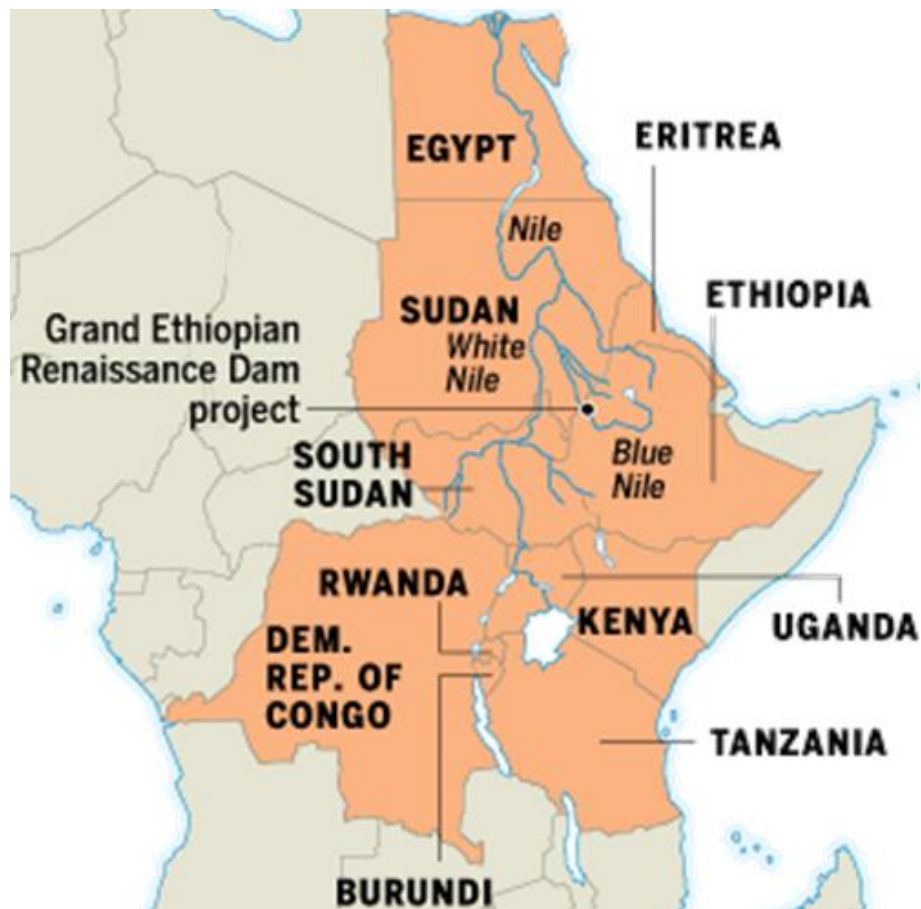 EGYPT
ERITREA
Nile
ETHIOPIA
SUDAN
Grand Ethiopian
Renaissance Dam
project
White
Nile
SOUTH
SUDAN
Blue
Nile
RWANDA
KENYA
UGANDA
DEM.
REP. OF
CONGO
TANZANIA
BURUNDI